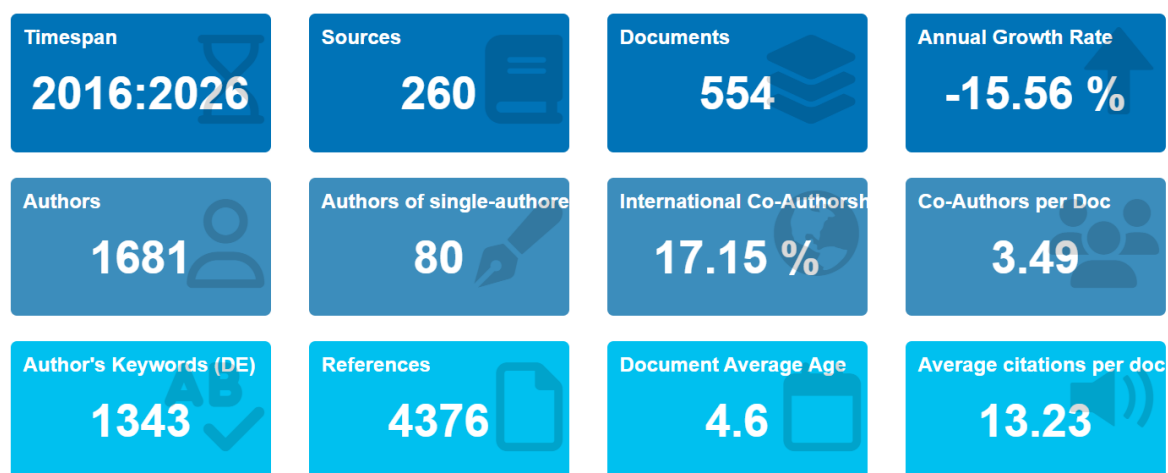 Timespan
2016:2026
Sources
260
Documents
554
Annual Growth Rate
-15.56 %
Authors
1681
Authors of single-authore
80
International Co-Authorsh
17.15 %
Co-Authors per Doc
3.49
Author's Keywords (DE)
1343
AB
References
4376
Document Average Age
4.6
Average citations per doc
13.23